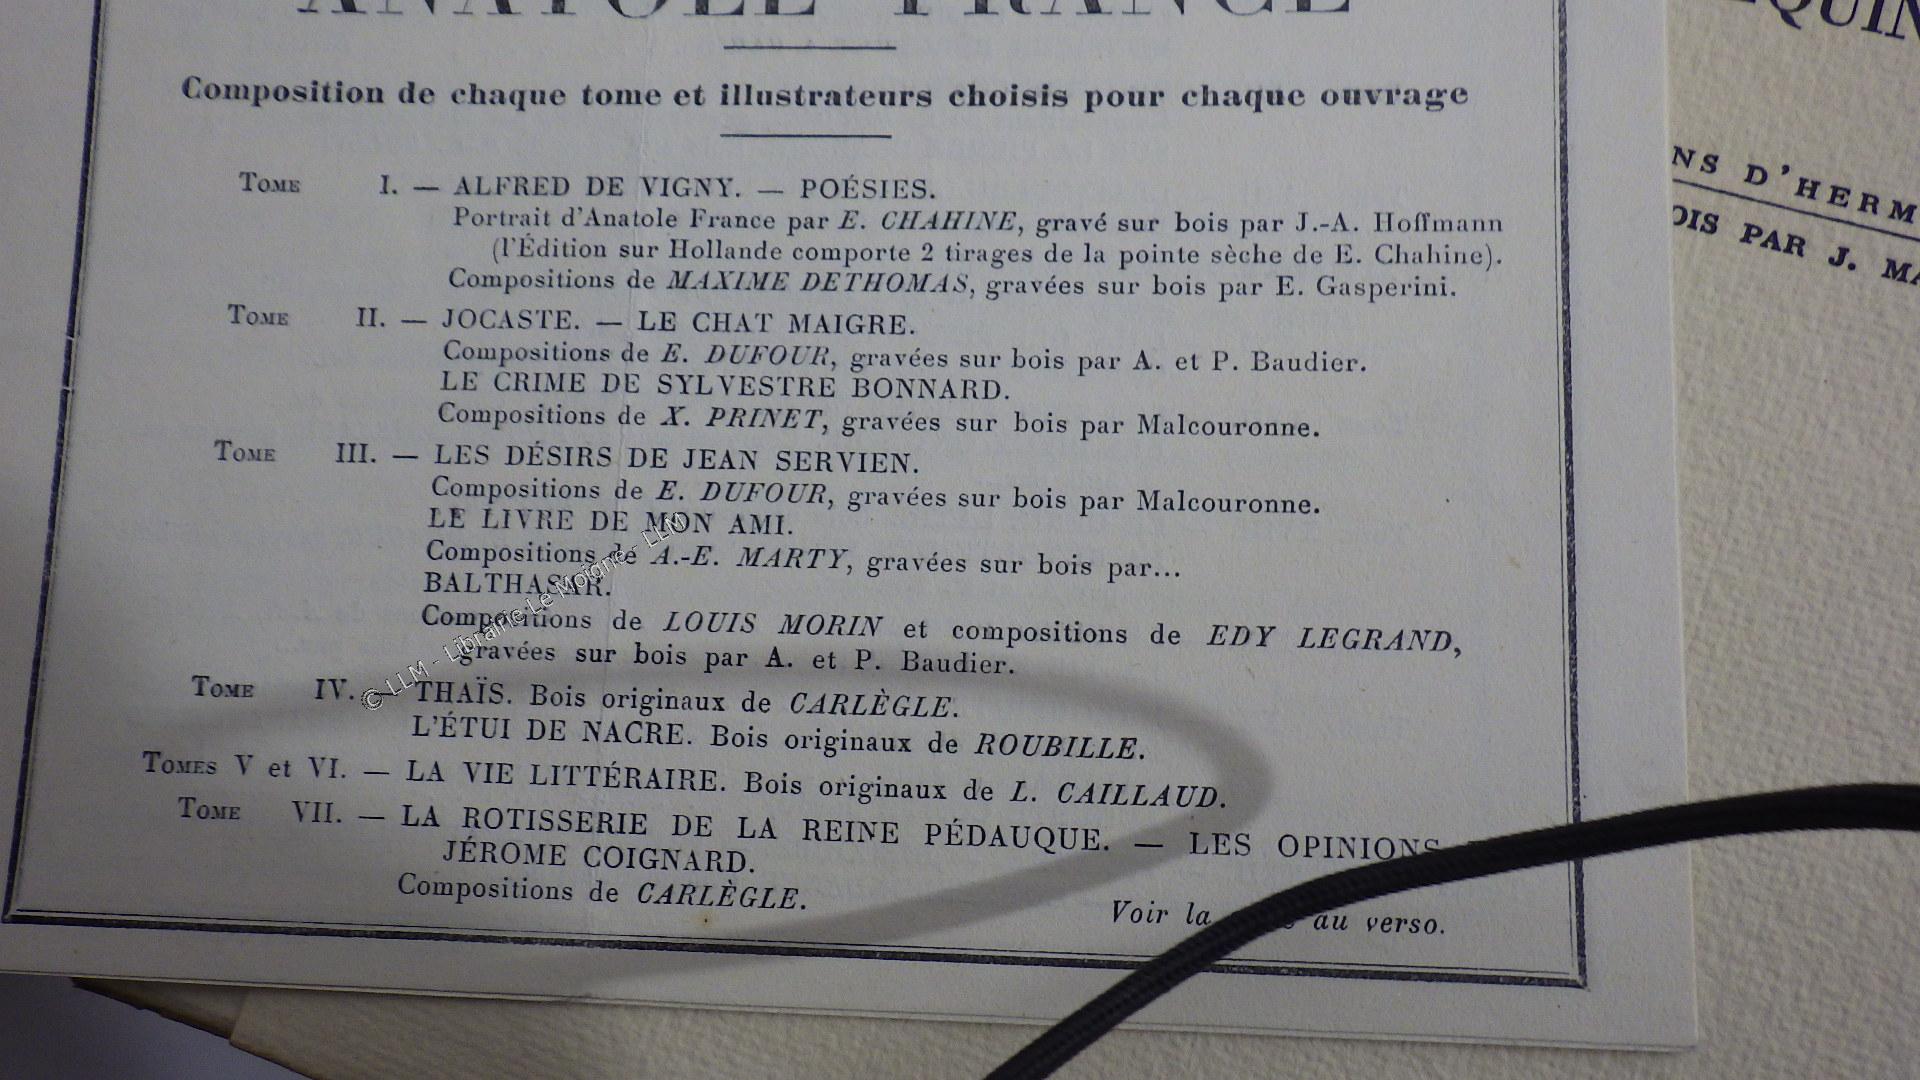 ANATOLE FRANCE
Composition de chaque tome et illustrateurs choisis pour chaque ouvrage
TOME I. — ALFRED DE VIGNY. — POÉSIES.
Portrait d'Anatole France par E. CHAHINE, gravé sur bois par J.-A. Hoffmann
(l'Édition sur Hollande comporte 2 tirages de la pointe sèche de E. Chahine).
Compositions de MAXIME DETHOMAS, gravées sur bois par E. Gasperini.
TOME II. — JOCASTE. — LE CHAT MAIGRE.
Compositions de E. DUFOUR, gravées sur bois par A. et P. Baudier.
LE CRIME DE SYLVESTRE BONNARD.
Compositions de X. PRINET, gravées sur bois par Malcouronne.
TOME III. — LES DÉSIRS DE JEAN SERVIEN.
Compositions de E. DUFOUR, gravées sur bois par Malcouronne.
LE LIVRE DE MON AMI.
Compositions de A.-E. MARTY, gravées sur bois par...
BALTHASAR.
Compositions de LOUIS MORIN et compositions de EDY LEGRAND,
gravées sur bois par A. et P. Baudier.
TOME IV. — THAÏS. Bois originaux de CARLÈGLE.
L'ÉTUI DE NACRE. Bois originaux de ROUBILLE.
TOMES V et VI. — LA VIE LITTÉRAIRE. Bois originaux de L. CAILLAUD.
TOME VII. — LA ROTISSERIE DE LA REINE PÉDAUQUE. — LES OPINIONS
JÉROME COIGNARD.
Compositions de CARLÈGLE.
Voir la au verso.
© LLM - Librairie Le Moigne - LLM
QUIN
NS D'HERM
OIS PAR J. MA